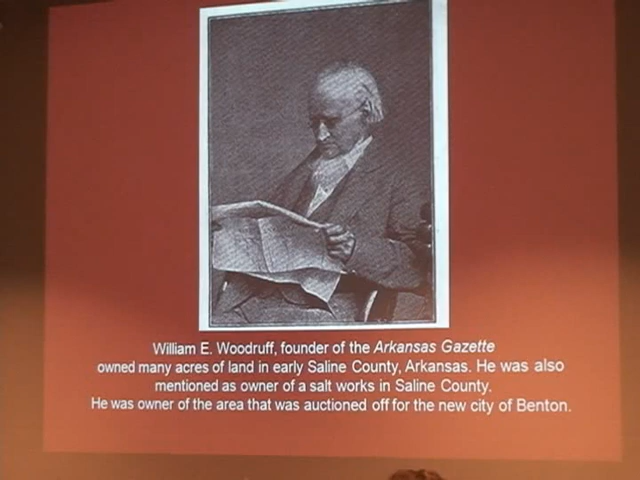 William E. Woodruff, founder of the Arkansas Gazette
owned many acres of land in early Saline County, Arkansas. He was also
mentioned as owner of a salt works in Saline County.
He was owner of the area that was auctioned off for the new city of Benton.